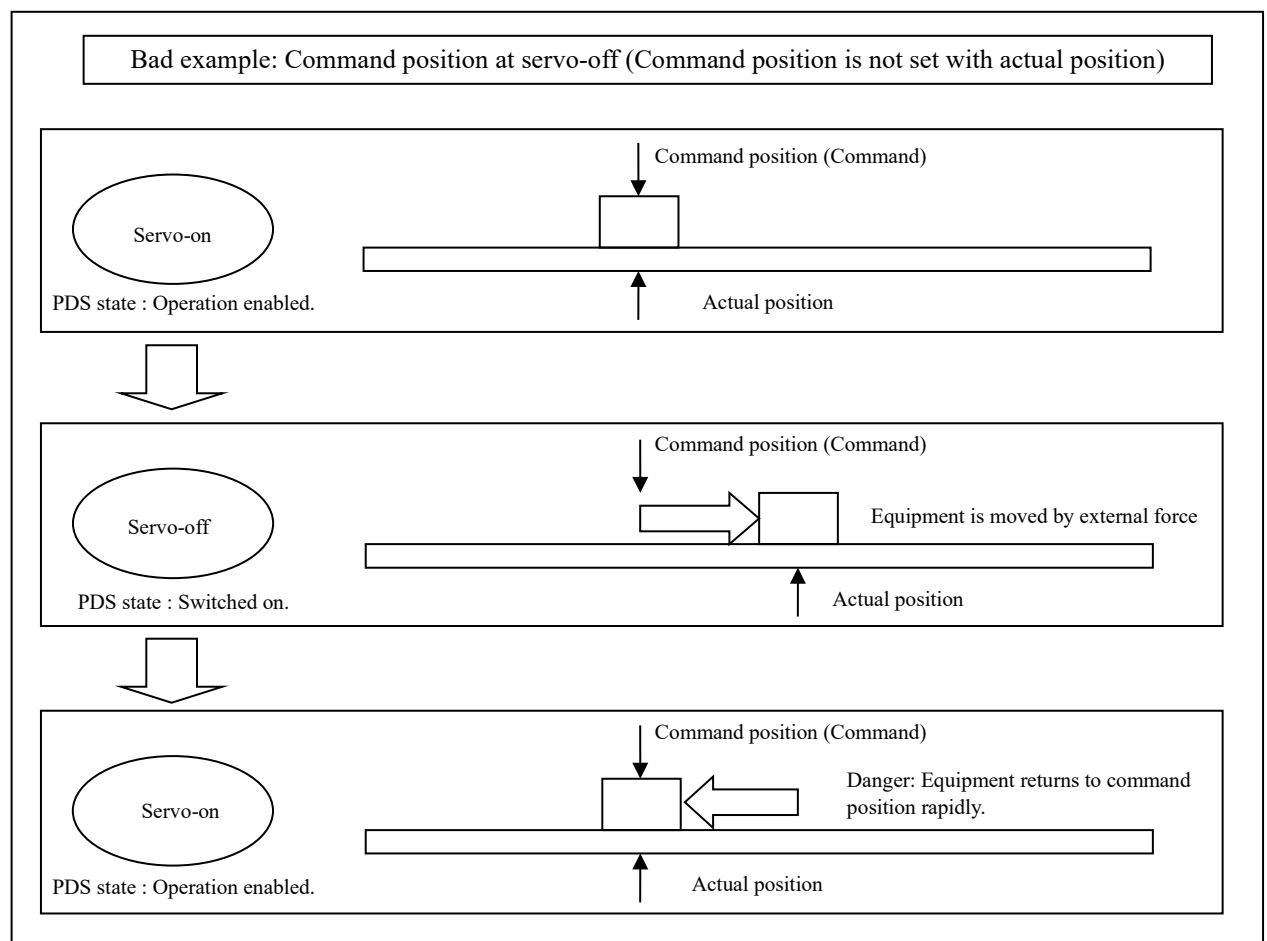 Bad example: Command position at servo-off (Command position is not set with actual position)
Command position (Command)
Servo-on
PDS state : Operation enabled.
Actual position
Command position (Command)
Servo-off
Equipment is moved by external force
PDS state : Switched on.
Actual position
Command position (Command)
Danger: Equipment returns to command
position rapidly.
Servo-on
PDS state : Operation enabled.
Actual position